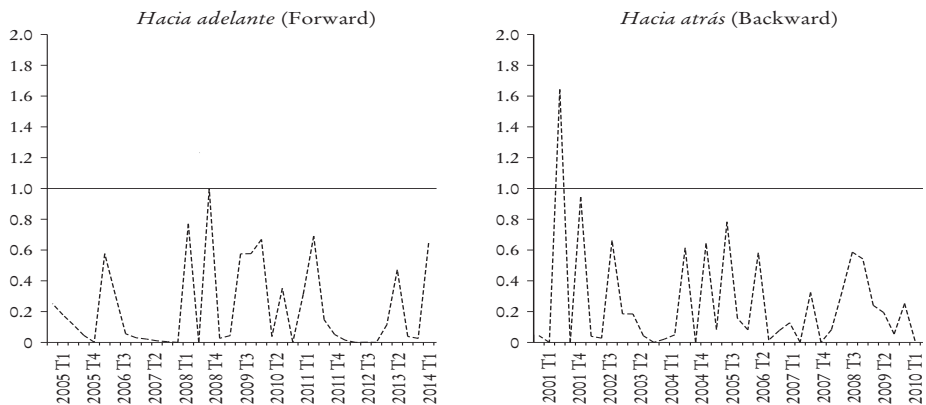 Hacia adelante (Forward)
2.0
1.8
1.6
1.4
1.2
1.0
0.8
0.6
0.4
0.2
0
2005 T1
2005 T4
2006 T3
2007 T2
2008 T1
2008 T4
2009 T3
2010 T2
2011 T1
2011 T4
2012 T3
2013 T2
2014 T1
Hacia atrás (Backward)
2.0
1.8
1.6
1.4
1.2
1.0
0.8
0.6
0.4
0.2
0
2001 T1
2001 T4
2002 T3
2003 T2
2004 T1
2004 T4
2005 T3
2006 T2
2007 T1
2007 T4
2008 T3
2009 T2
2010 T1